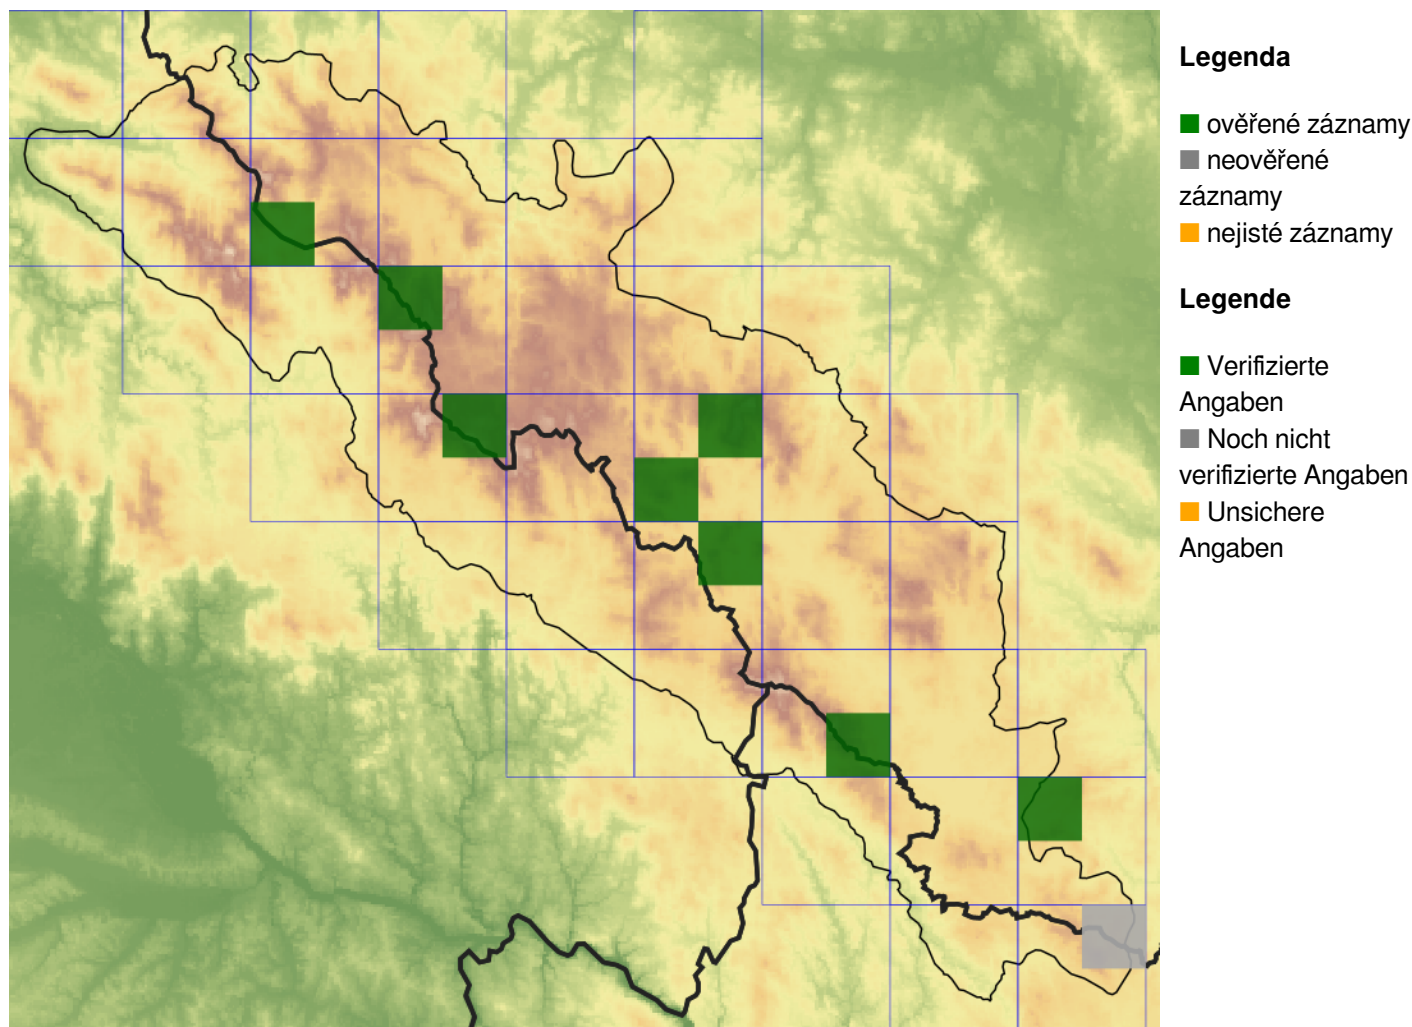 Legenda
ověřené záznamy
neověřené
záznamy
nejisté záznamy
Legende
Verifizierte
Angaben
Noch nicht
verifizierte Angaben
Unsichere
Angaben